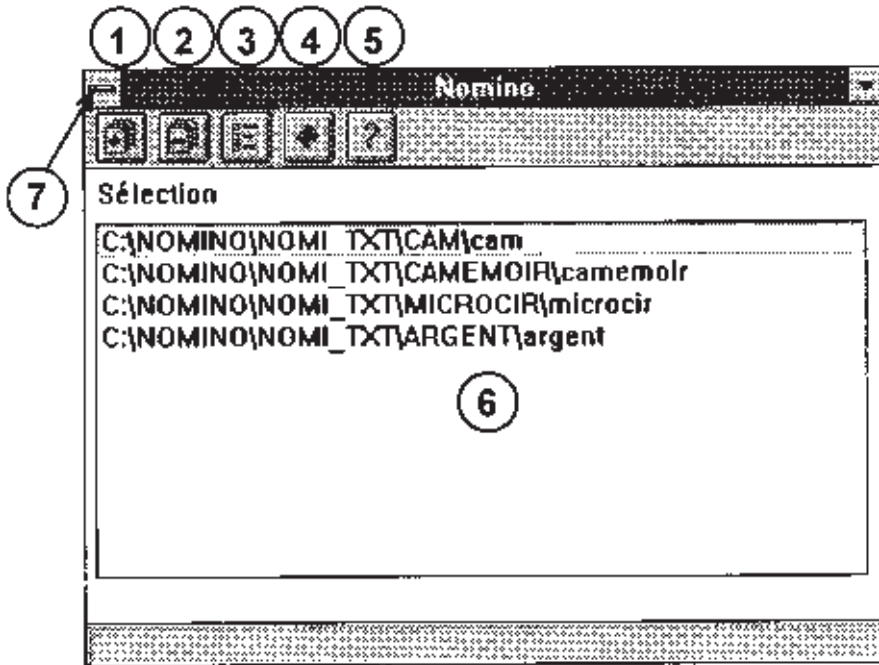 1 2 3 4 5
Nomino
?
7
Sélection
C:\NOMINO\NOMI_TXT\CAM\cam
C:\NOMINO\NOMI_TXT\CAMEMOIR\camemoir
C:\NOMINO\NOMI_TXT\MICROCIR\microcir
C:\NOMINO\NOMI_TXT\ARGENT\argent
6